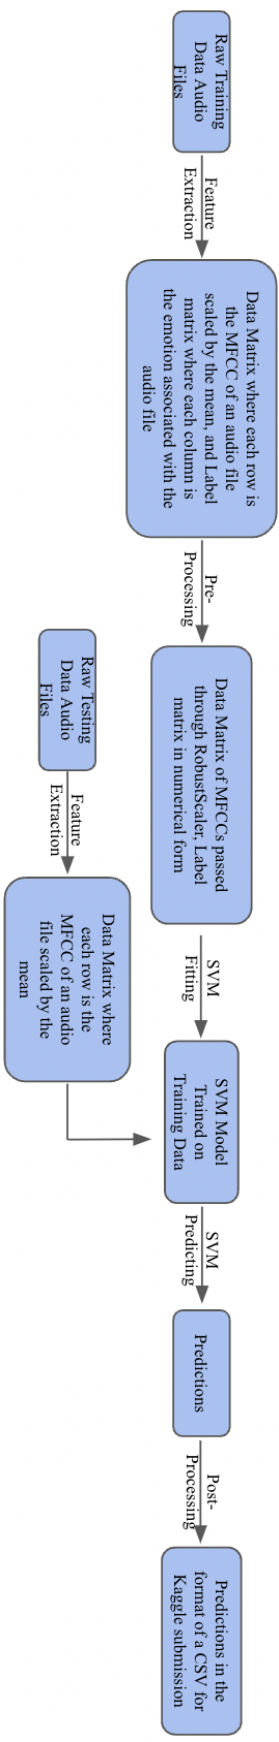 Raw Training
Data Audio
Files
Feature
Extraction
Data Matrix where each row is
the MFCC of an audio file
scaled by the mean, and Label
matrix where each column is
the emotion associated with the
audio file
Pre-
Processing
Data Matrix of MFCCs passed
through RobustScaler, Label
matrix in numerical form
SVM
Fitting
Raw Testing
Data Audio
Files
Feature
Extraction
Data Matrix where
each row is the
MFCC of an audio
file scaled by the
mean
SVM Model
Trained on
Training Data
SVM
Predicting
Predictions
Post-
Processing
Predictions in the
format of a CSV for
Kaggle submission